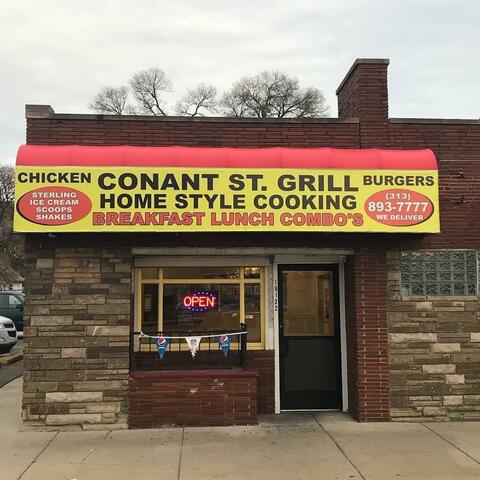 CHICKEN
CONANT ST. GRILL
BURGERS
STERLING
ICE CREAM
SCOOPS
SHAKES
HOME STYLE COOKING
BREAKFAST LUNCH COMBO'S
(313)
893-7777
WE DELIVER
OPEN
19132